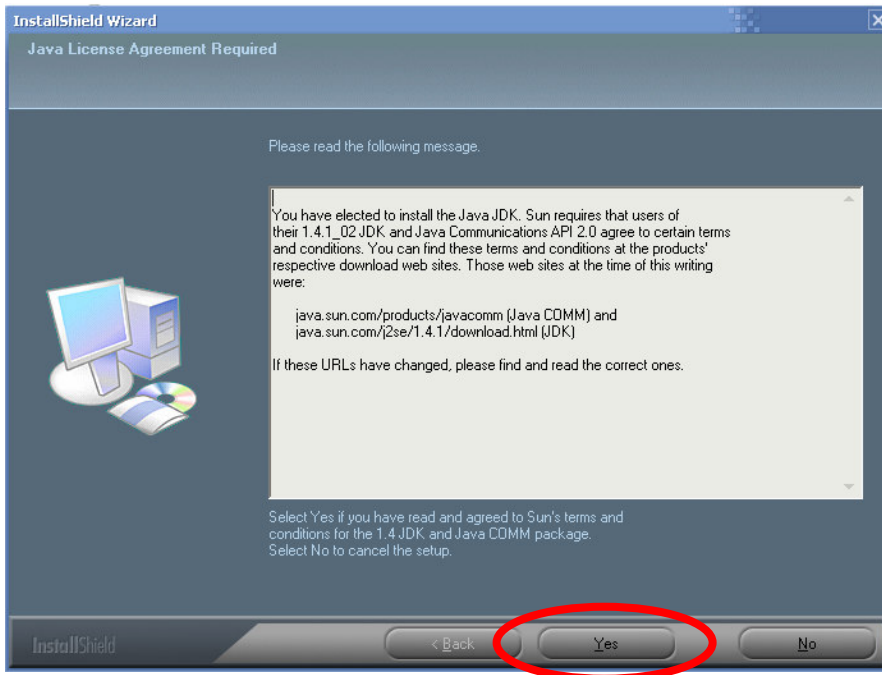 InstallShield Wizard
Java License Agreement Required
Please read the following message.
You have elected to install the Java JDK. Sun requires that users of
their 1.4.1_02 JDK and Java Communications API 2.0 agree to certain terms
and conditions. You can find these terms and conditions at the products'
respective download web sites. Those web sites at the time of this writing
were:
java.sun.com/products/javacomm (Java COMM) and
java.sun.com/j2se/1.4.1/download.html (JDK)
If these URLs have changed, please find and read the correct ones.
Select Yes if you have read and agreed to Sun's terms and
conditions for the 1.4 JDK and Java COMM package.
Select No to cancel the setup.
InstallShield
< Back
Yes
No